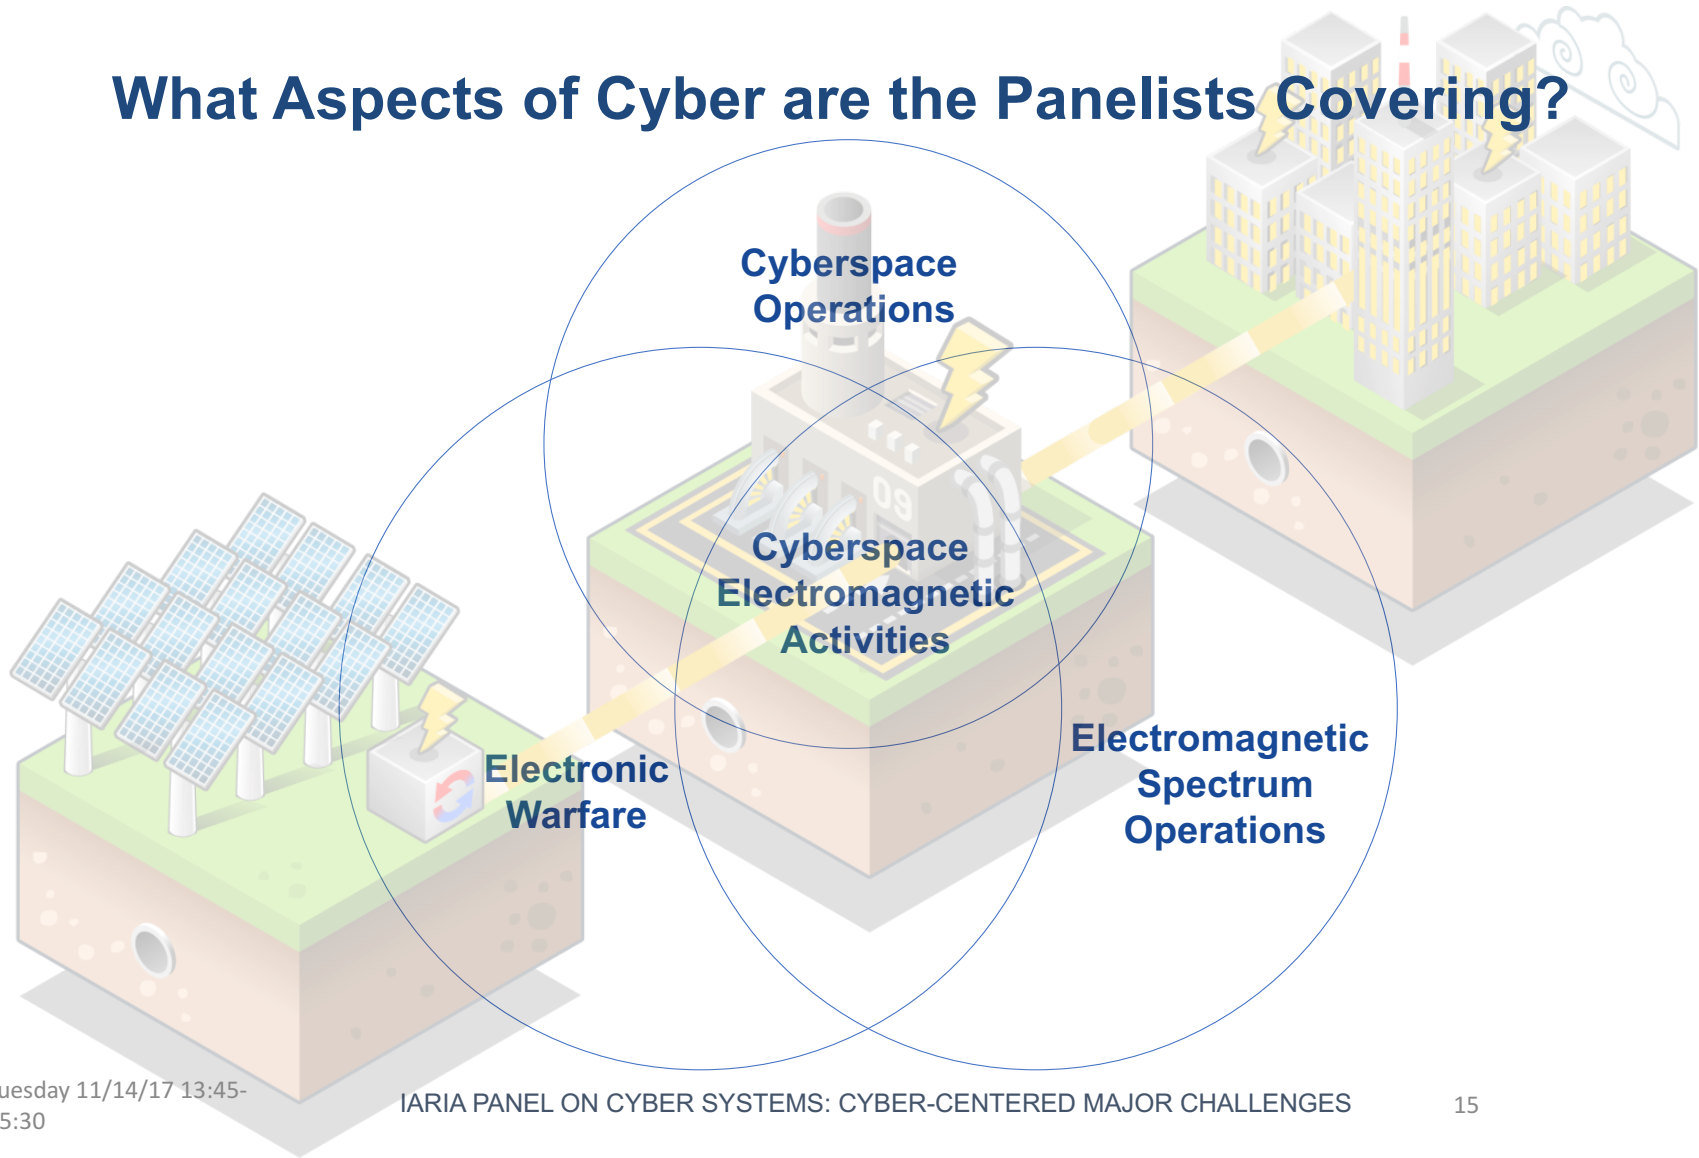 What Aspects of Cyber are the Panelists Covering?
Cyberspace
Operations
09
Cyberspace
Electromagnetic
Activities
Electronic
Warfare
Electromagnetic
Spectrum
Operations
uesday 11/14/17 13:45-
5:30
IARIA PANEL ON CYBER SYSTEMS: CYBER-CENTERED MAJOR CHALLENGES
15